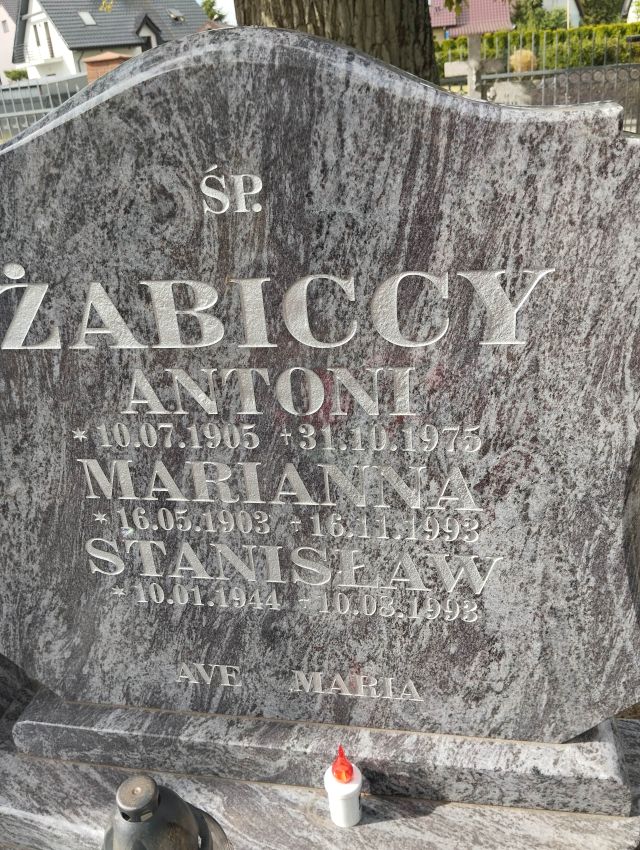 ŚP.
ŻABICCY
ANTONI
*10.07.1905 +31.10.1975
MARIANNA
*16.05.1903 +16.11.1993
STANISŁAW
*10.01.1944 +10.08.1993
AVE MARIA